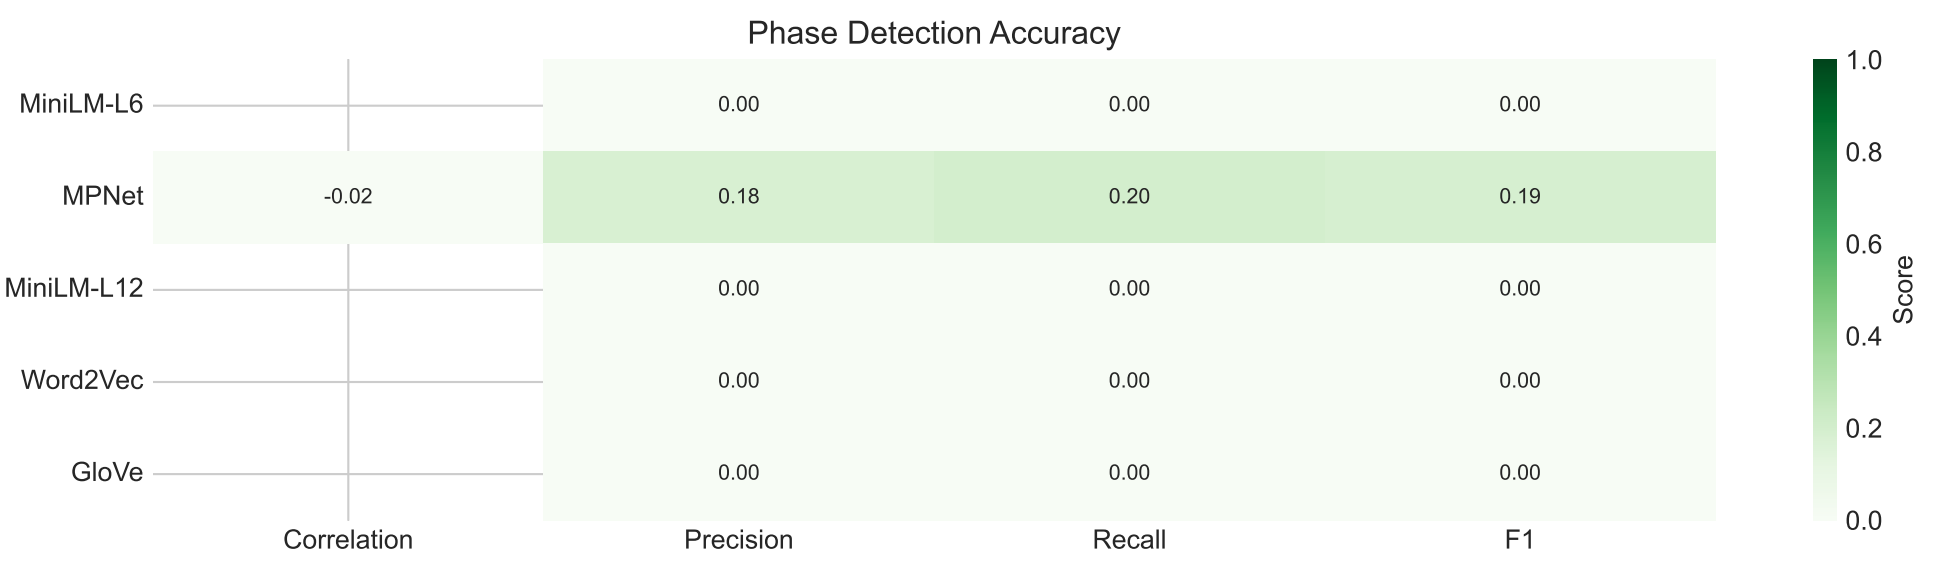 Phase Detection Accuracy
MiniLM-L6 0.00 0.00 0.00
MPNet -0.02 0.18 0.20 0.19
MiniLM-L12 0.00 0.00 0.00
Word2Vec 0.00 0.00 0.00
GloVe 0.00 0.00 0.00
Correlation Precision Recall F1
1.0
0.8
0.6
0.4
0.2
0.0
Score